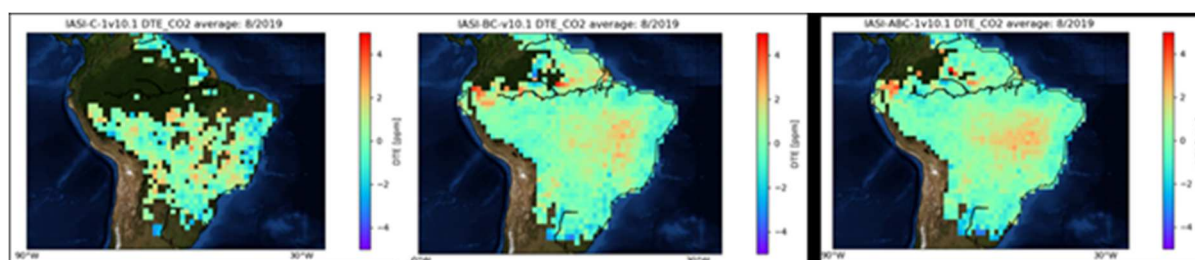 IASI-C-1v10.1 DTE_CO2 average: 8/2019
4
2
0
−2
−4
DTE [ppm]
90°W
30°W
IASI-BC-v10.1 DTE_CO2 average: 8/2019
4
2
0
−2
−4
DTE [ppm]
IASI-ABC-1v10.1 DTE_CO2 average: 8/2019
4
2
0
−2
−4
30°W